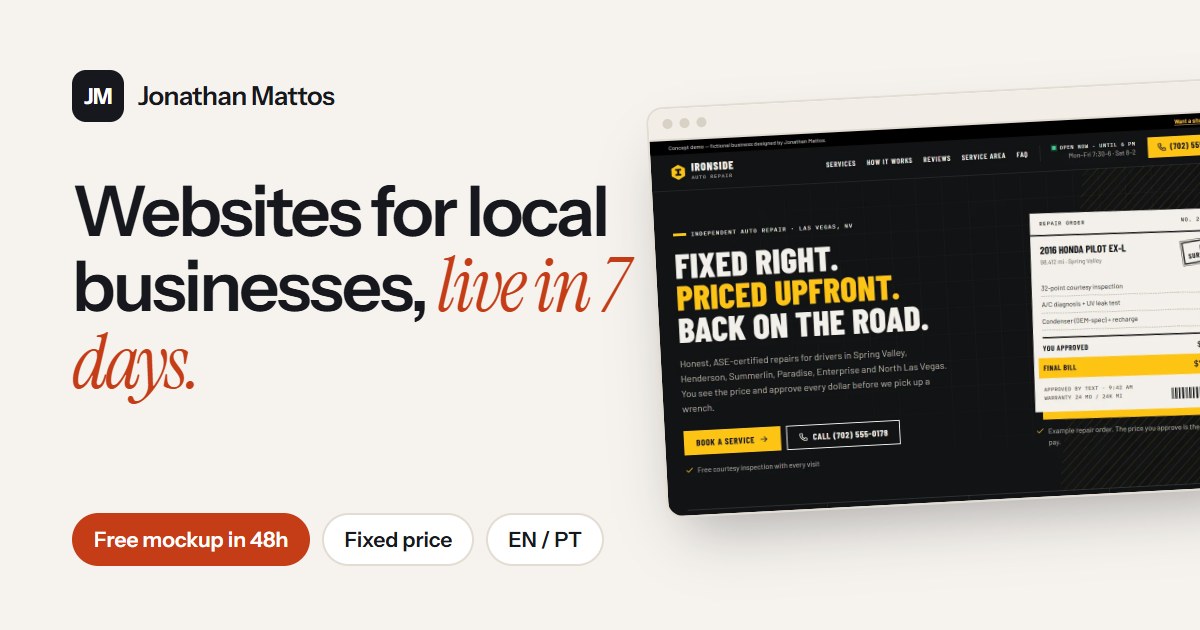 JM
Jonathan Mattos
Websites for local
businesses, live in 7
days.
Free mockup in 48h
Fixed price
EN / PT
Concept demo — fictional business designed by Jonathan Mattos
Want a
IRONSIDE
AUTO REPAIR
SERVICES
HOW IT WORKS
REVIEWS
SERVICE AREA
FAQ
OPEN NOW · UNTIL 6 PM
Mon–Fri 7:30–6 · Sat 8–2
(702) 55
INDEPENDENT AUTO REPAIR · LAS VEGAS, NV
FIXED RIGHT.
PRICED UPFRONT.
BACK ON THE ROAD.
Honest, ASE-certified repairs for drivers in Spring Valley,
Henderson, Summerlin, Paradise, Enterprise and North Las Vegas.
You see the price and approve every dollar before we pick up a
wrench.
BOOK A SERVICE →
CALL (702) 555-0178
Free courtesy inspection with every visit
REPAIR ORDER
NO. 2
2016 HONDA PILOT EX-L
98,412 mi · Spring Valley
32-point courtesy inspection
A/C diagnosis + UV leak test
Condenser (OEM-spec) + recharge
YOU APPROVED
$
FINAL BILL
$
APPROVED BY TEXT · 9:42 AM
WARRANTY 24 MO / 24K MI
Example repair order. The price you approve is the
pay.